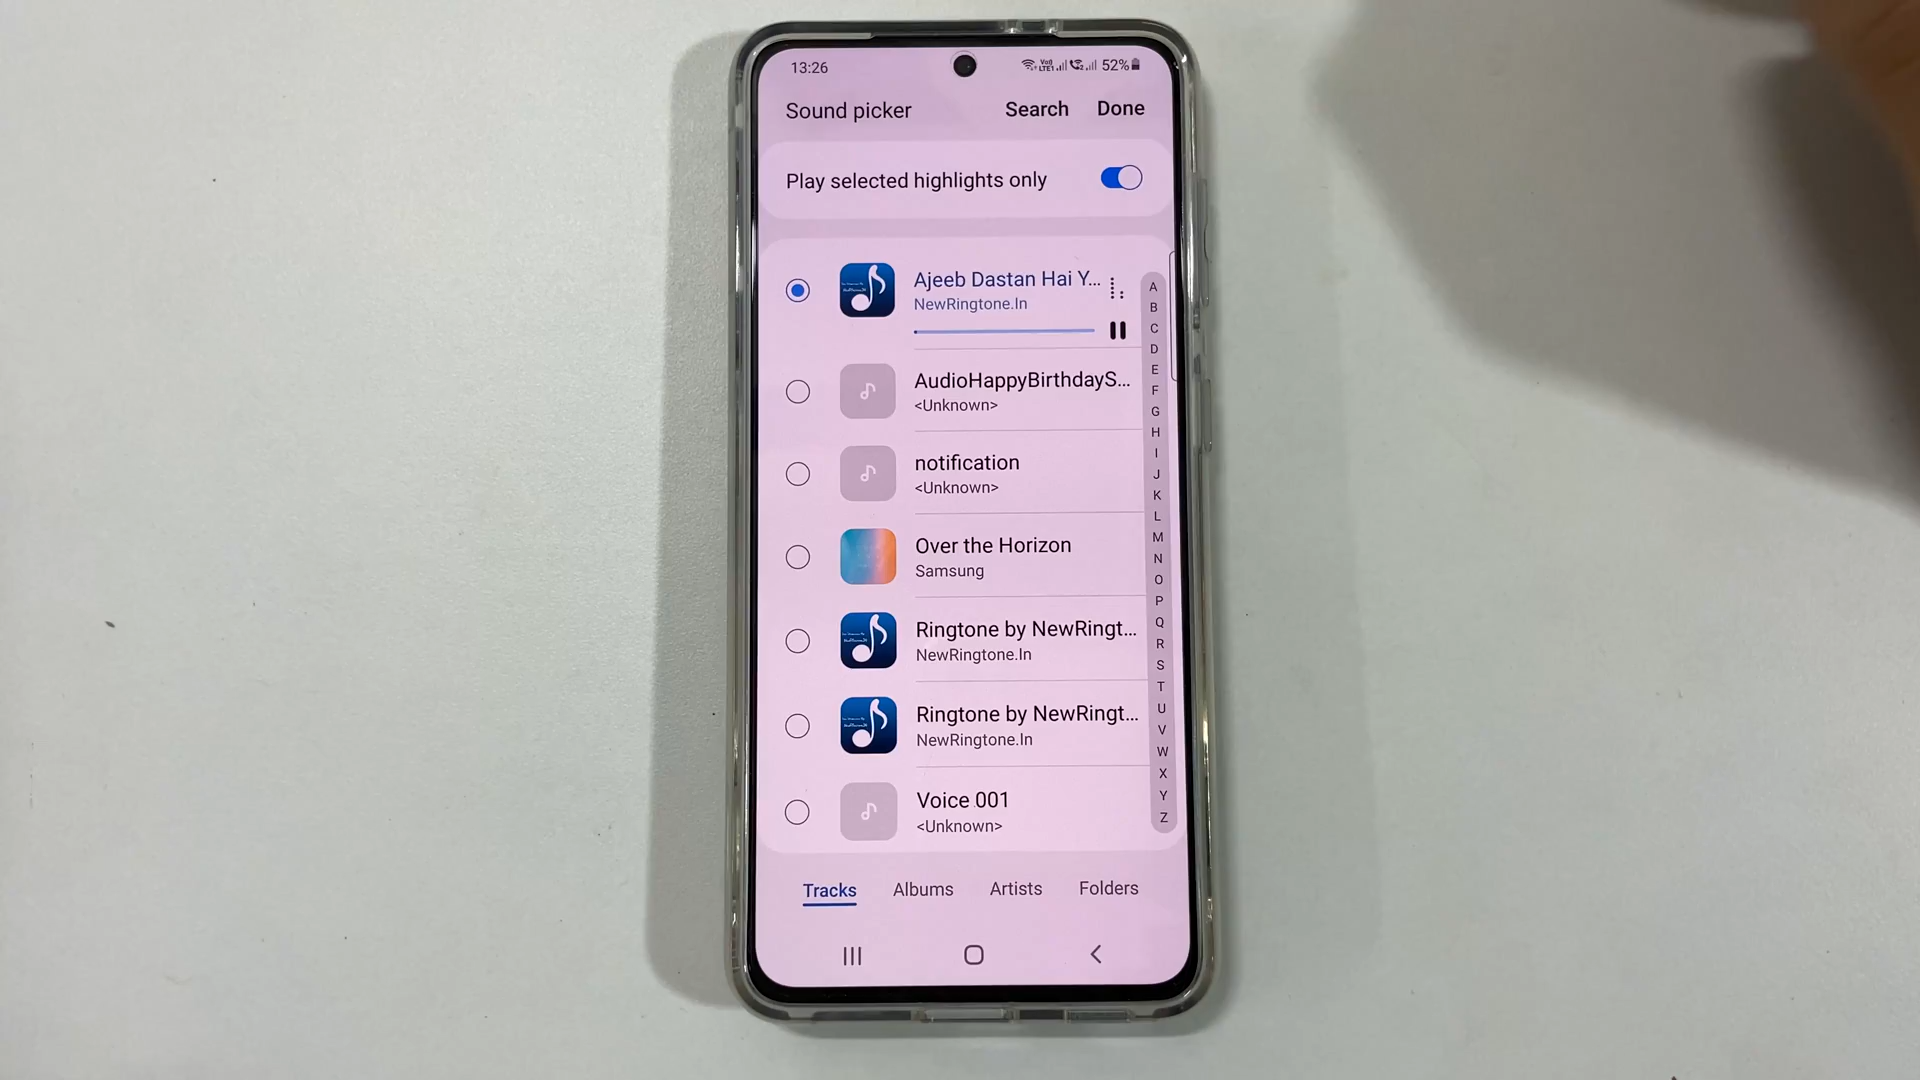 13:26
52%
Sound picker
Search
Done
Play selected highlights only
Ajeeb Dastan Hai Y...
NewRingtone.In
AudioHappyBirthdayS...
<Unknown>
notification
<Unknown>
Over the Horizon
Samsung
Ringtone by NewRingt...
NewRingtone.In
Ringtone by NewRingt...
NewRingtone.In
Voice 001
<Unknown>
A
B
C
D
E
F
G
H
I
J
K
L
M
N
O
P
Q
R
S
T
U
V
W
X
Y
Z
Tracks
Albums
Artists
Folders